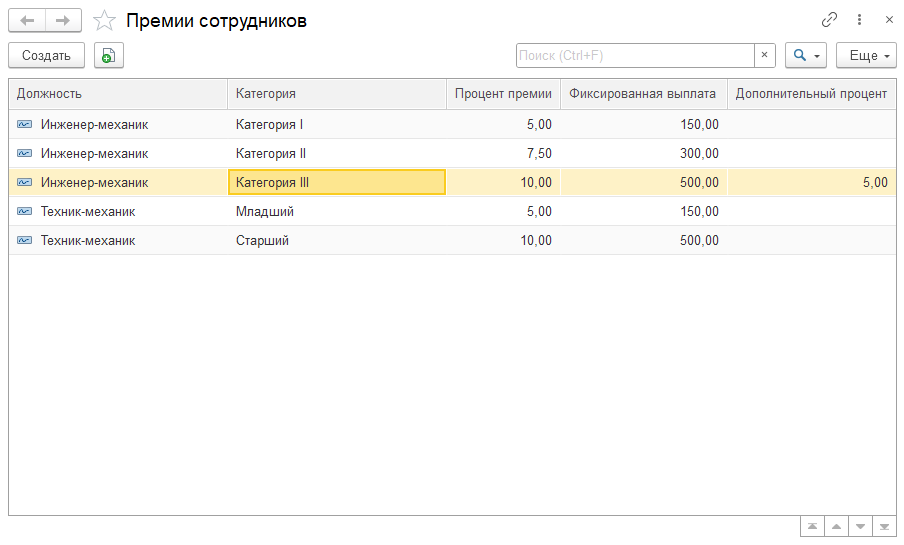 Премии сотрудников
Создать Поиск (Ctrl+F) × Еще
Должность Категория Процент премии Фиксированная выплата Дополнительный процент
Инженер-механик Категория I 5,00 150,00
Инженер-механик Категория II 7,50 300,00
Инженер-механик Категория III 10,00 500,00 5,00
Техник-механик Младший 5,00 150,00
Техник-механик Старший 10,00 500,00